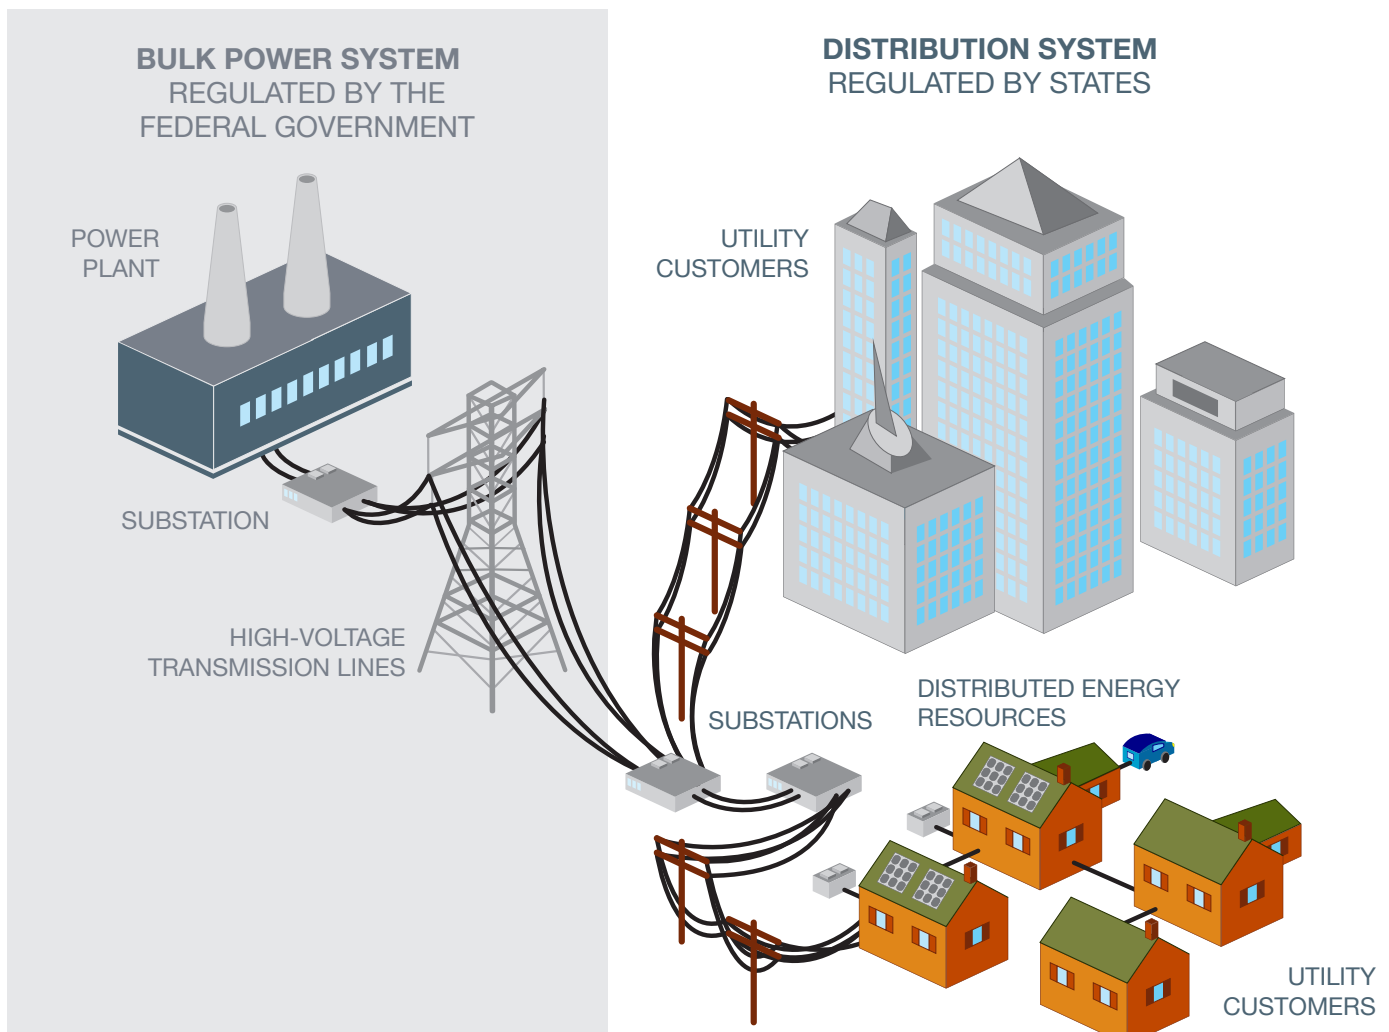 BULK POWER SYSTEM
REGULATED BY THE
FEDERAL GOVERNMENT
POWER
PLANT
SUBSTATION
HIGH-VOLTAGE
TRANSMISSION LINES
DISTRIBUTION SYSTEM
REGULATED BY STATES
UTILITY
CUSTOMERS
SUBSTATIONS
DISTRIBUTED ENERGY
RESOURCES
UTILITY
CUSTOMERS